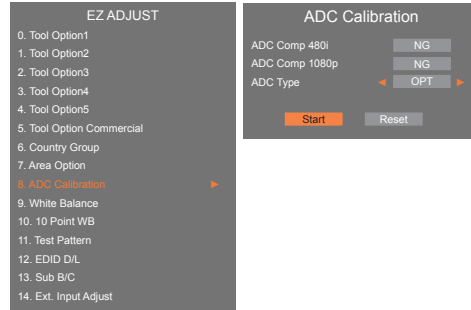 EZ ADJUST
0. Tool Option1
1. Tool Option2
2. Tool Option3
3. Tool Option4
4. Tool Option5
5. Tool Option Commercial
6. Country Group
7. Area Option
8. ADC Calibration ►
9. White Balance
10. 10 Point WB
11. Test Pattern
12. EDID D/L
13. Sub B/C
14. Ext. Input Adjust
ADC Calibration
ADC Comp 480i NG
ADC Comp 1080p NG
ADC Type ◄ OPT ►
Start Reset